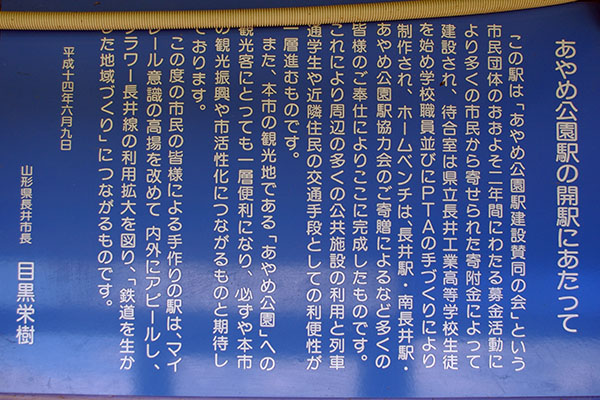 あやめ公園駅の開駅にあたって
この駅は「あやめ公園駅建設賛同の会」という
市民団体のおおよそ二年間にわたる募金活動に
より多くの市民から寄せられた寄附金によって
建設され、待合室は県立長井工業高等学校生徒
を始め学校職員並びにPTAの手づくりにより
制作され、ホームベンチは、長井駅・南長井駅・
あやめ公園駅協力会のご寄贈によるなど多くの
皆様のご奉仕によりここに完成したものです。
これにより周辺の多くの公共施設の利用と列車
通学生や近隣住民の交通手段としての利便性が
一層進むものです。
また、本市の観光地である「あやめ公園」への
観光客にとっても一層便利になり、必ずや本市
の観光振興や市活性化につながるものと期待し
ております。
この度の市民の皆様による手作りの駅は、「マイ
レール意識の高揚を改めて 内外にアピールし、
フラワー長井線の利用拡大を図り、「鉄道を生か
した地域づくり」につながるものです。
平成十四年六月九日
山形県長井市長 目黒栄樹